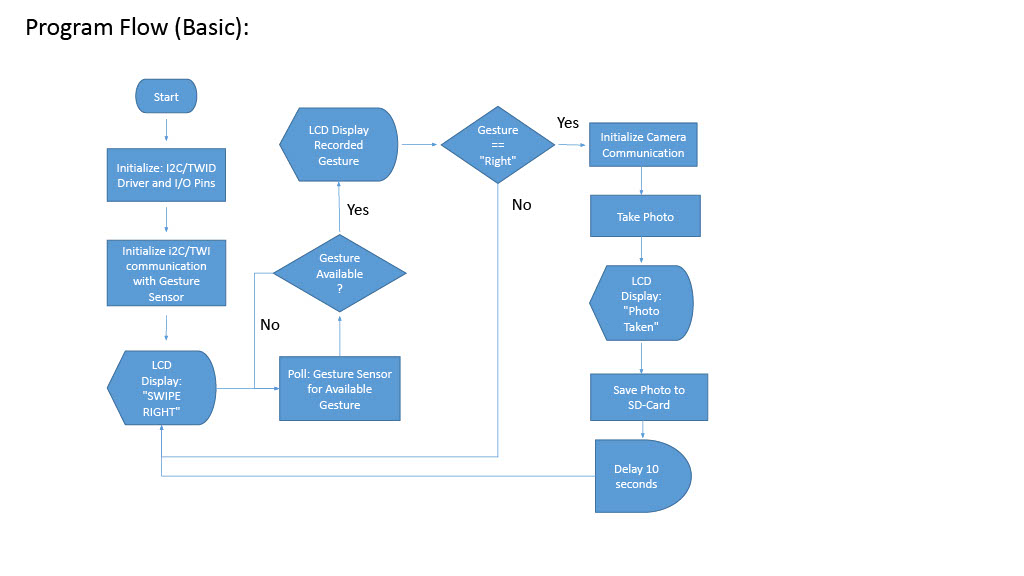 Program Flow (Basic):
Start
Initialize: I2C/TWID
Driver and I/O Pins
Initialize i2C/TWI
communication
with Gesture
Sensor
LCD
Display:
"SWIPE
RIGHT"
Poll: Gesture Sensor
for Available
Gesture
No
Gesture
Available
?
Yes
LCD Display
Recorded
Gesture
Gesture
==
"Right"
No
Yes
Initialize Camera
Communication
Take Photo
LCD
Display:
"Photo
Taken"
Save Photo to
SD-Card
Delay 10
seconds